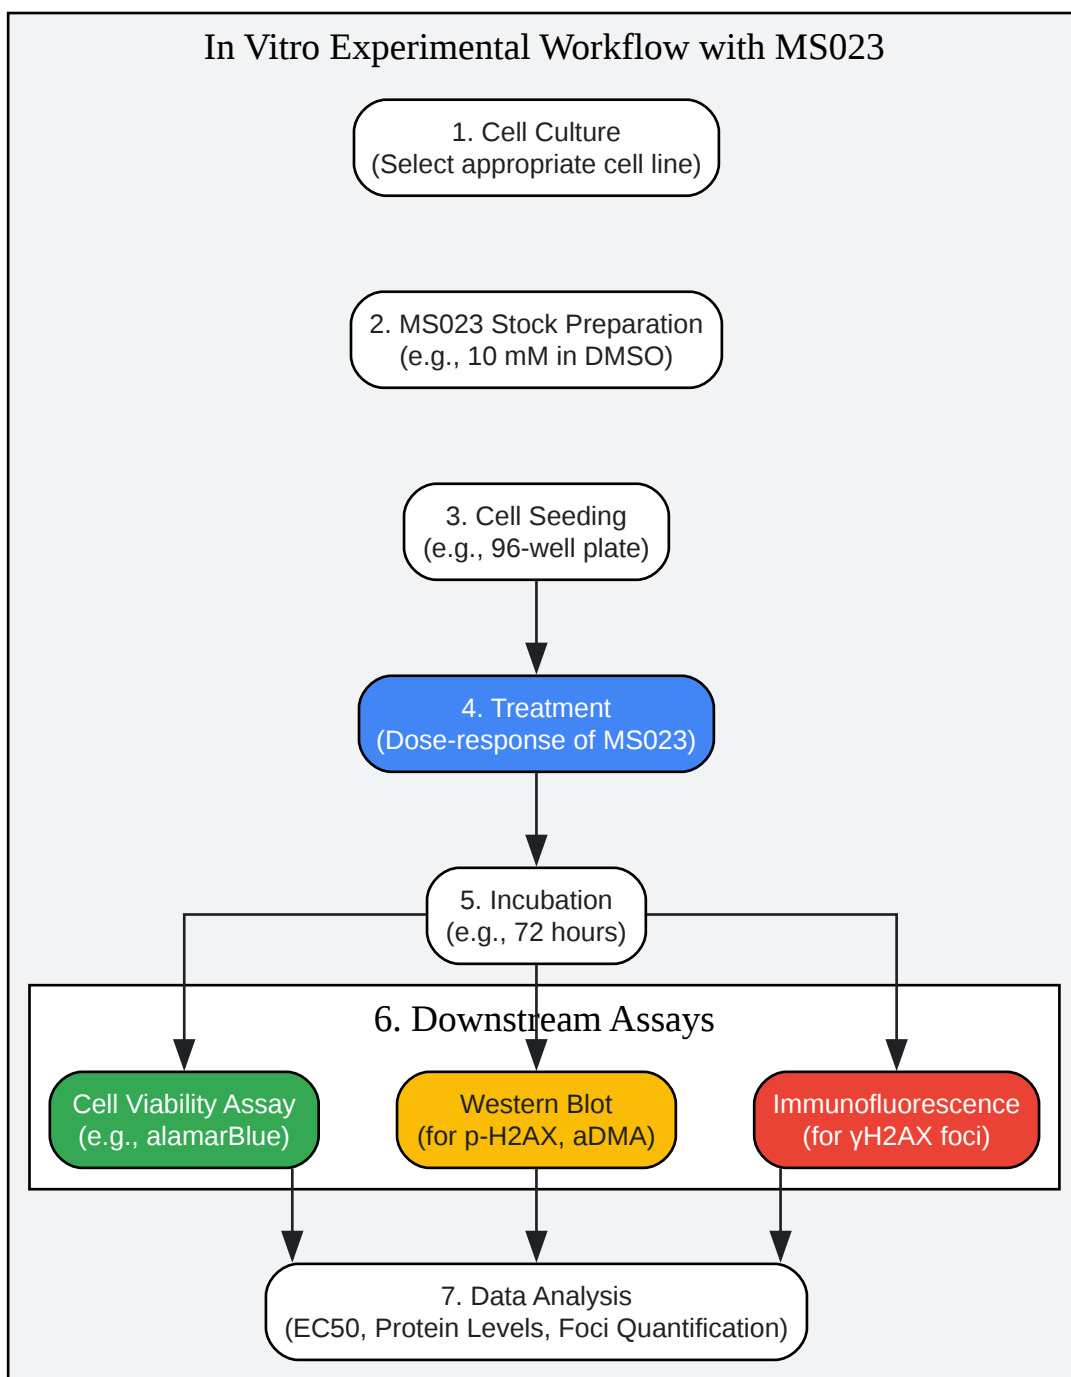 In Vitro Experimental Workflow with MS023
1. Cell Culture
(Select appropriate cell line)
2. MS023 Stock Preparation
(e.g., 10 mM in DMSO)
3. Cell Seeding
(e.g., 96-well plate)
4. Treatment
(Dose-response of MS023)
5. Incubation
(e.g., 72 hours)
6. Downstream Assays
Cell Viability Assay
(e.g., alamarBlue)
Western Blot
(for p-H2AX, aDMA)
Immunofluorescence
(for γH2AX foci)
7. Data Analysis
(EC50, Protein Levels, Foci Quantification)